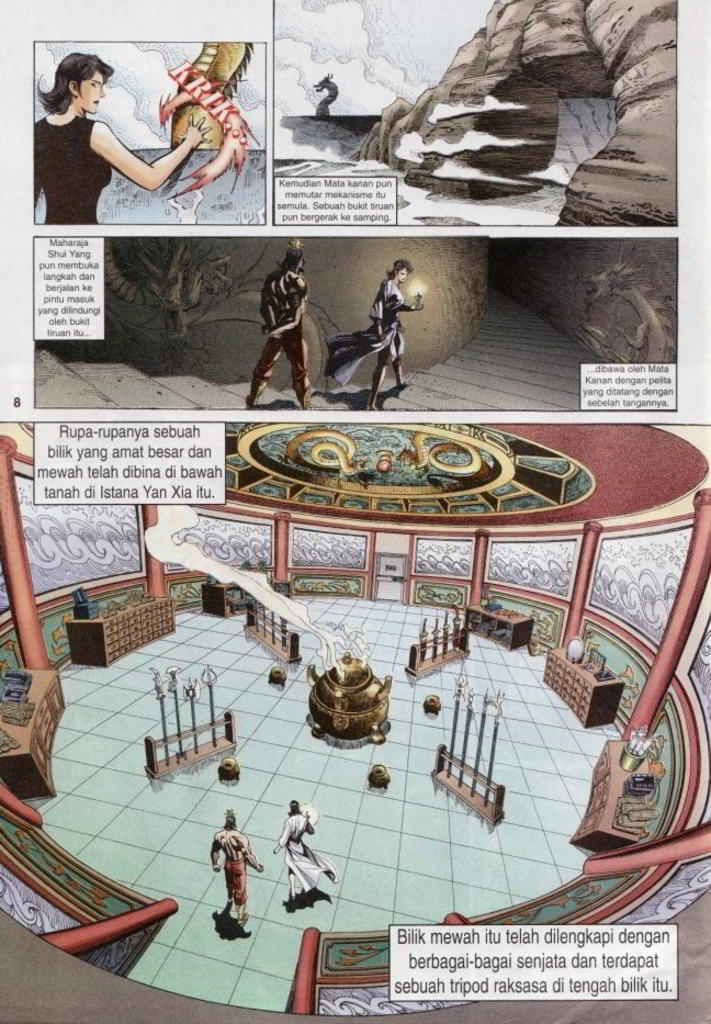 KRIK
Kemudian Mata kanan pun
memutar mekanisme itu
semula. Sebuah bukit tiruan
pun bergerak ke samping.
Maharaja
Shui Yang
pun membuka
langkah dan
berjalan ke
pintu masuk
yang dilindungi
oleh bukit
tiruan itu...
...dibawa oleh Mata
Kanan dengan pelita
yang ditatang dengan
sebelah tangannya.
8
Rupa-rupanya sebuah
bilik yang amat besar dan
mewah telah dibina di bawah
tanah di Istana Yan Xia itu.
Bilik mewah itu telah dilengkapi dengan
berbagai-bagai senjata dan terdapat
sebuah tripod raksasa di tengah bilik itu.